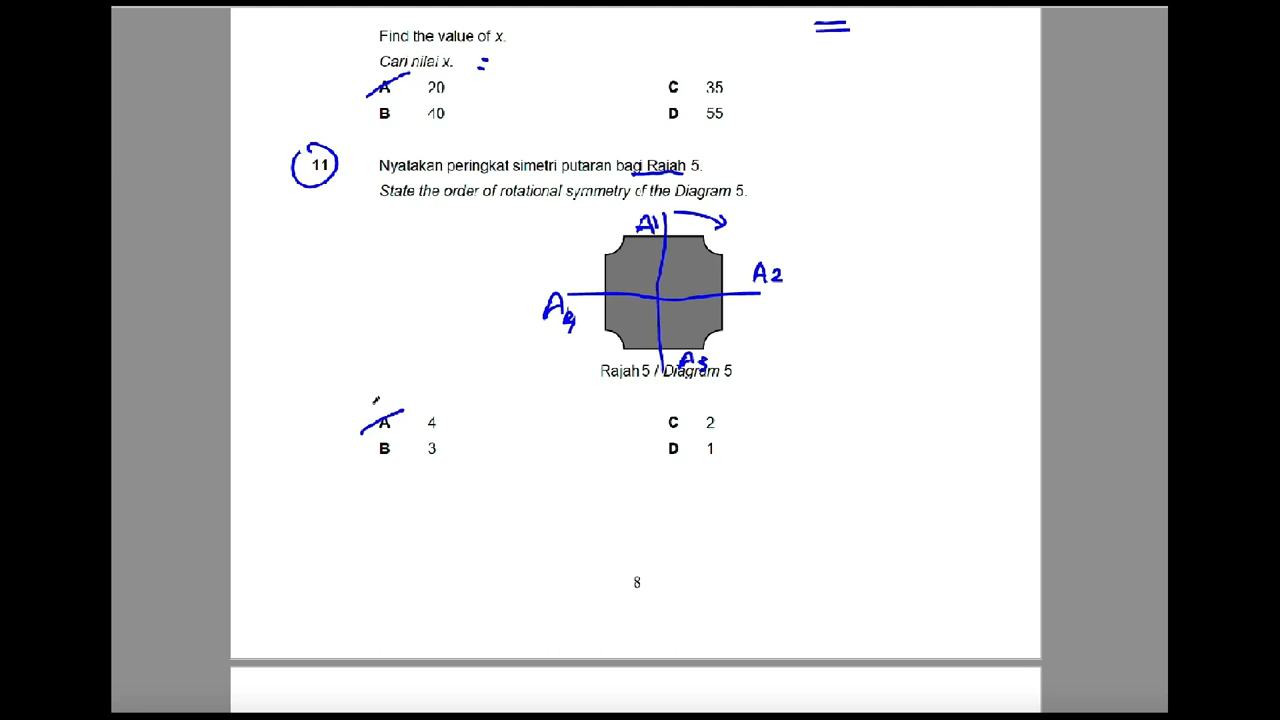 Find the value of x.
Cari nilai x.
A 20 C 35
B 40 D 55
11 Nyatakan peringkat simetri putaran bagi Rajah 5.
State the order of rotational symmetry of the Diagram 5.
A1
A2
A4
A3
Rajah 5 / Diagram 5
A 4 C 2
B 3 D 1
8